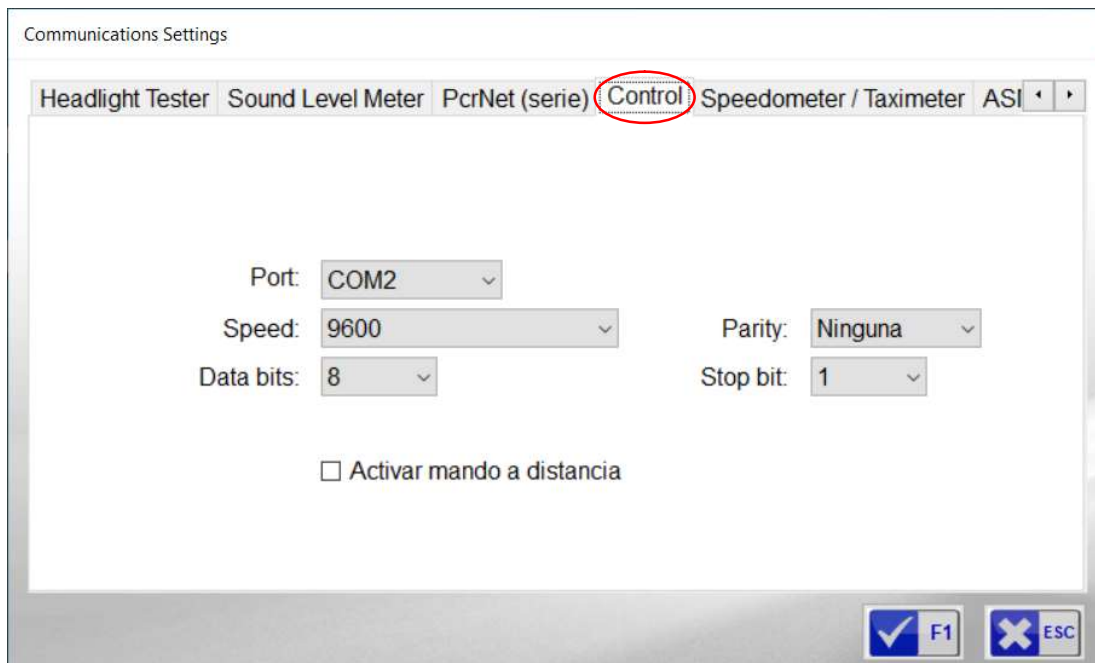 Communications Settings
Headlight Tester Sound Level Meter PcrNet (serie) Control Speedometer / Taximeter
Port: COM2
Speed: 9600 Parity: Ninguna
Data bits: 8 Stop bit: 1
Activar mando a distancia
F1 ESC